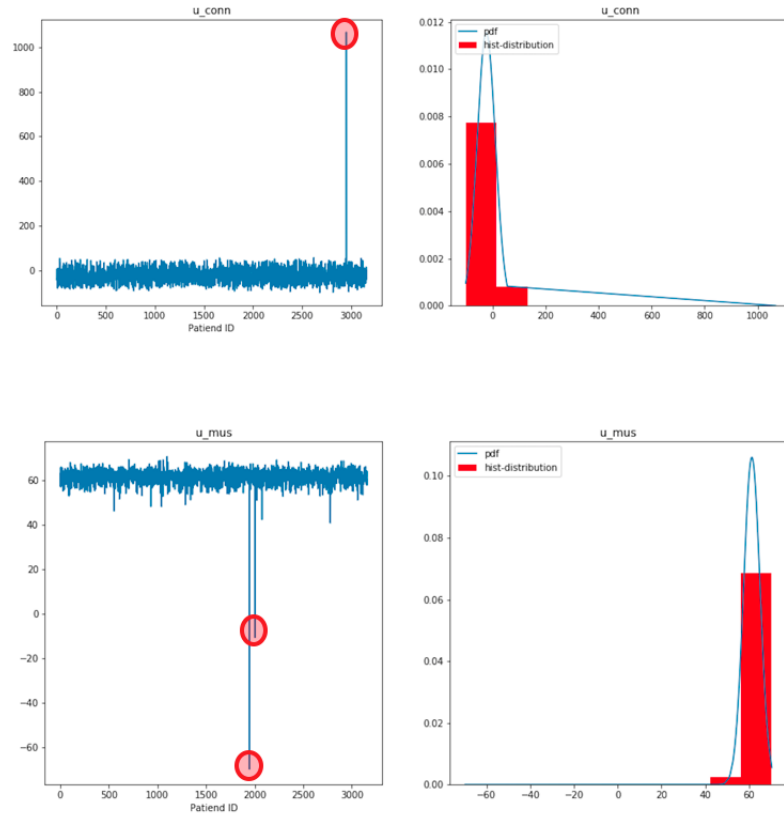 u_conn
1000
800
600
400
200
0
0 500 1000 1500 2000 2500 3000
Patiend ID
u_conn
pdf
hist-distribution
0.012
0.010
0.008
0.006
0.004
0.002
0.000
0 200 400 600 800 1000
u_mus
60
40
20
0
−20
−40
−60
0 500 1000 1500 2000 2500 3000
Patiend ID
u_mus
pdf
hist-distribution
0.10
0.08
0.06
0.04
0.02
0.00
−60 −40 −20 0 20 40 60